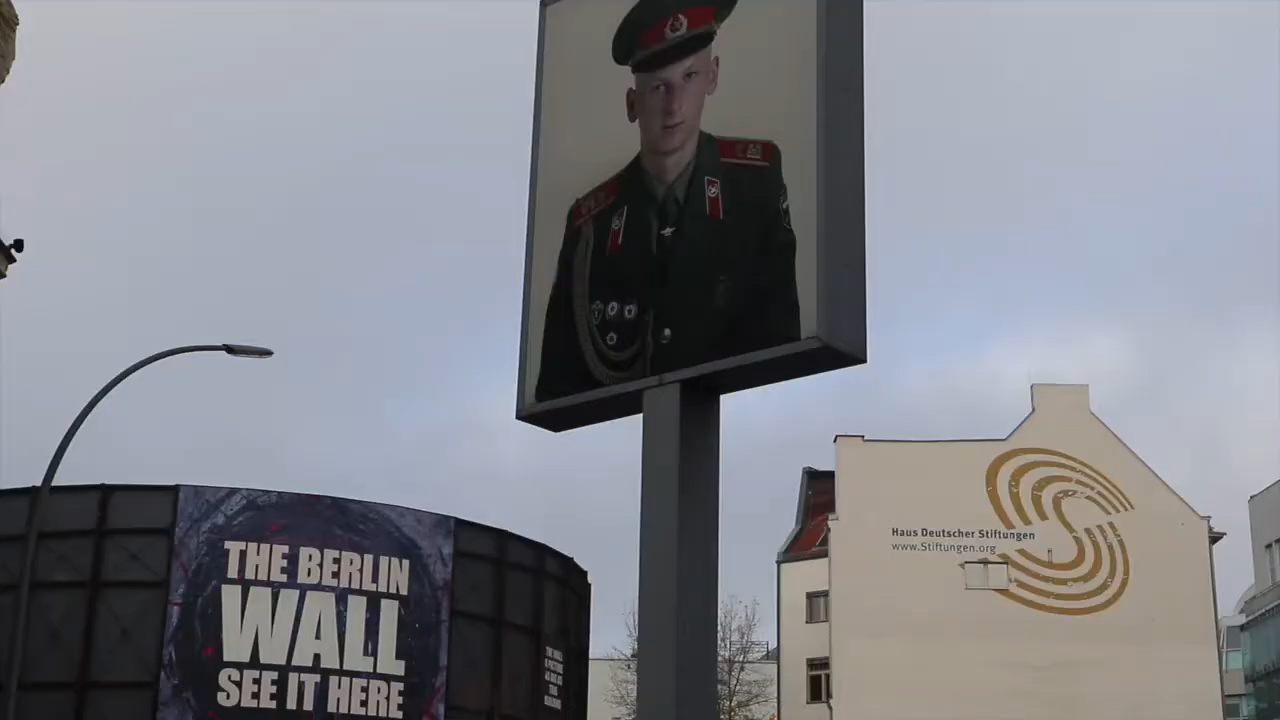 THE BERLIN
WALL
SEE IT HERE
Haus Deutscher Stiftungen
www.Stiftungen.org